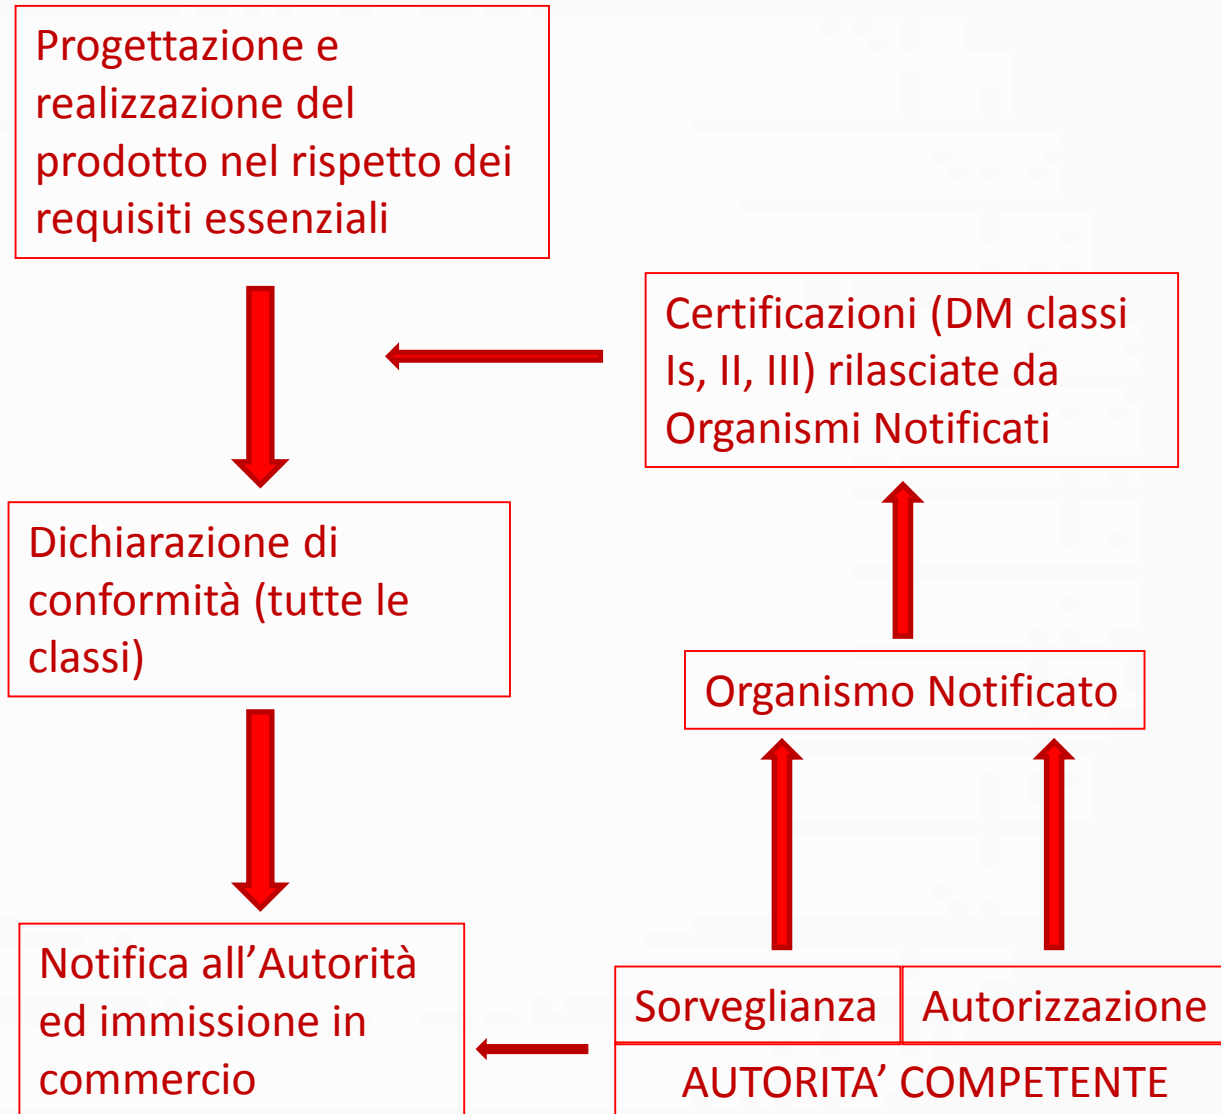 Progettazione e
realizzazione del
prodotto nel rispetto dei
requisiti essenziali
Certificazioni (DM classi
Is, II, III) rilasciate da
Organismi Notificati
Dichiarazione di
conformità (tutte le
classi)
Organismo Notificato
Notifica all’Autorità
ed immissione in
commercio
Sorveglianza
Autorizzazione
AUTORITA’ COMPETENTE